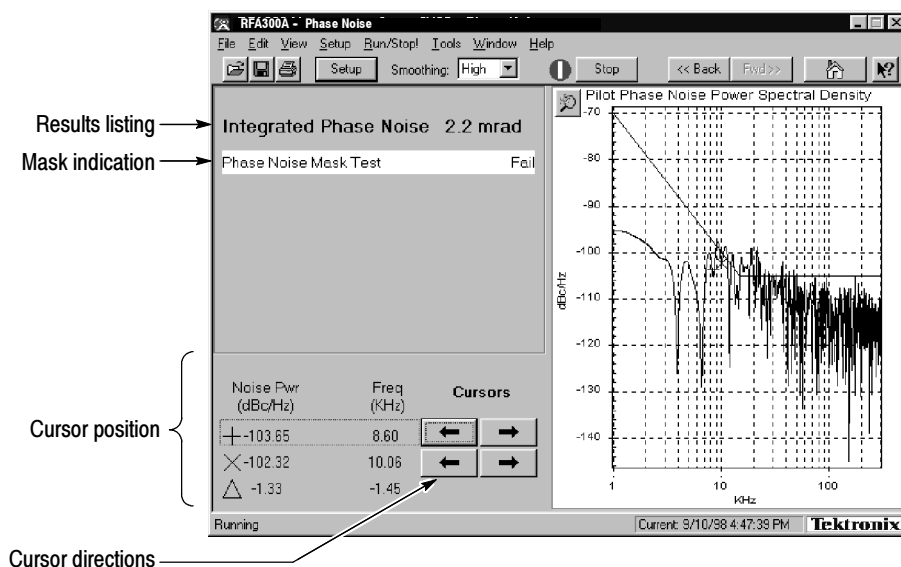 RFA300A - Phase Noise
File Edit View Setup Run/Stop! Tools Window Help
Setup Smoothing: High Stop << Back Fwd >>
Results listing
Integrated Phase Noise 2.2 mrad
Mask indication
Phase Noise Mask Test Fail
Pilot Phase Noise Power Spectral Density
-70
-80
-90
-100
-110
-120
-130
-140
dBc/Hz
1 10 100
KHz
Cursor position
Noise Pwr (dBc/Hz) Freq (KHz) Cursors
-103.65 8.60
-102.32 10.06
-1.33 -1.45
Running Current: 9/10/98 4:47:39 PM Tektronix
Cursor directions